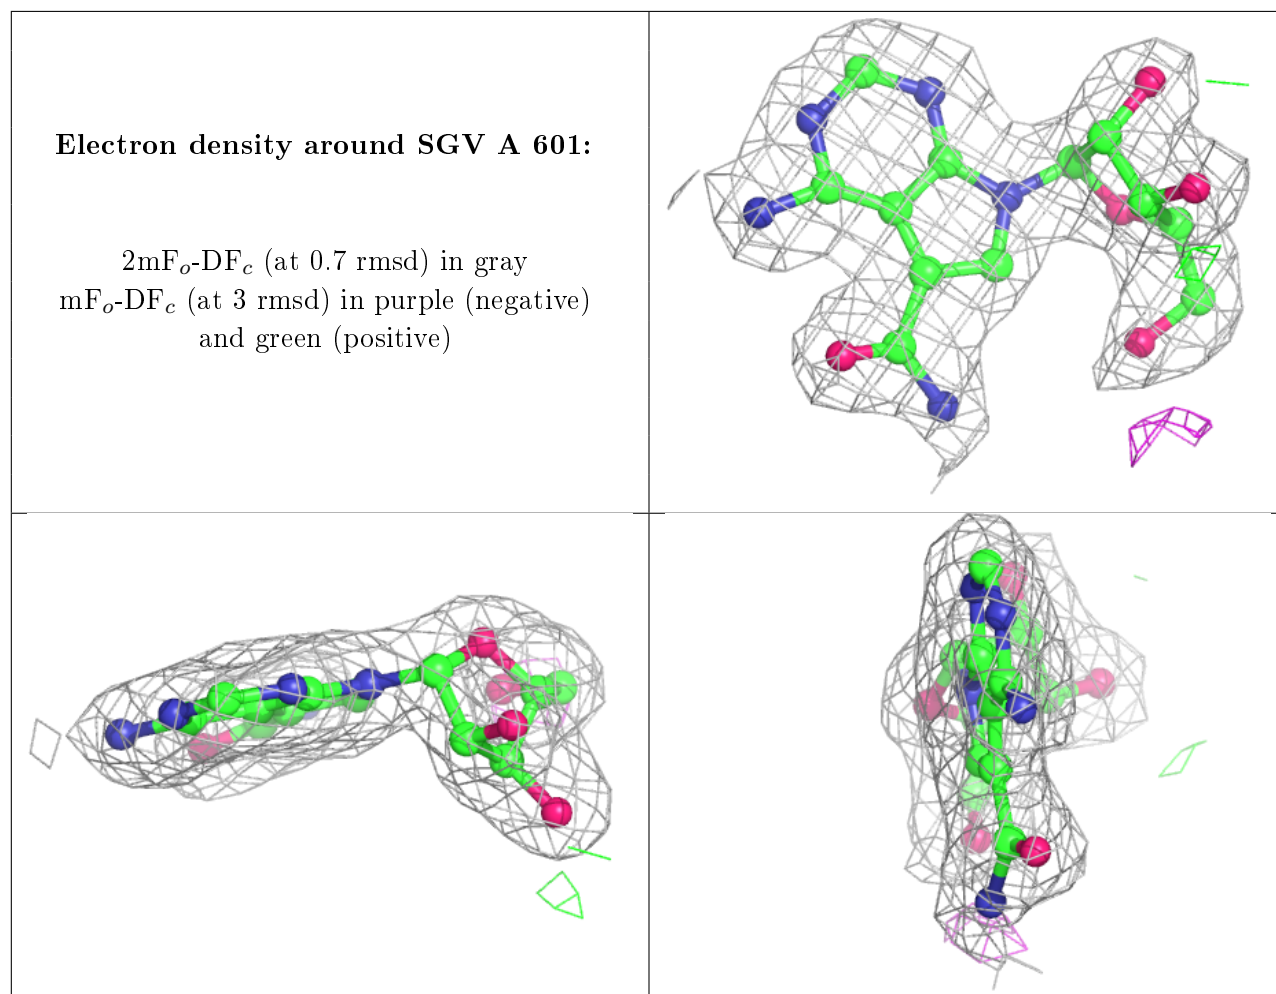 Electron density around SGV A 601:
2mFₒ-DF𝒸 (at 0.7 rmsd) in gray
mFₒ-DF𝒸 (at 3 rmsd) in purple (negative)
and green (positive)